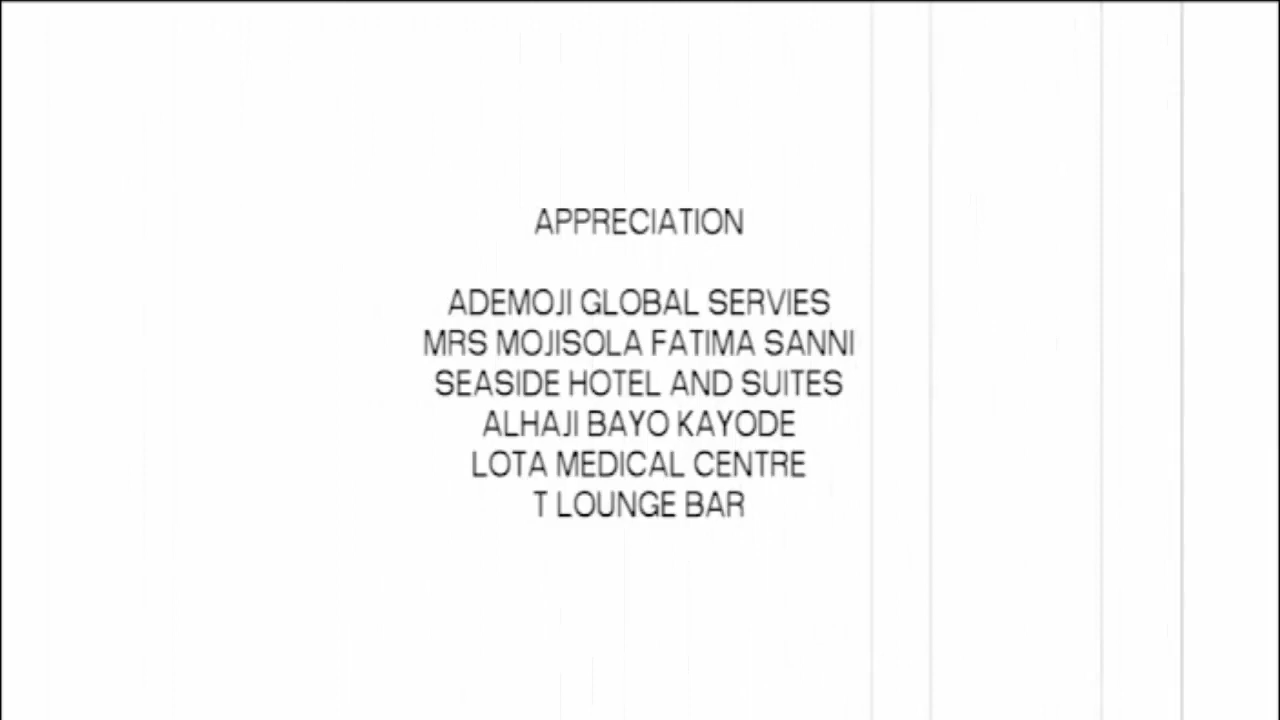 APPRECIATION
ADEMOJI GLOBAL SERVIES
MRS MOJISOLA FATIMA SANNI
SEASIDE HOTEL AND SUITES
ALHAJI BAYO KAYODE
LOTA MEDICAL CENTRE
T LOUNGE BAR